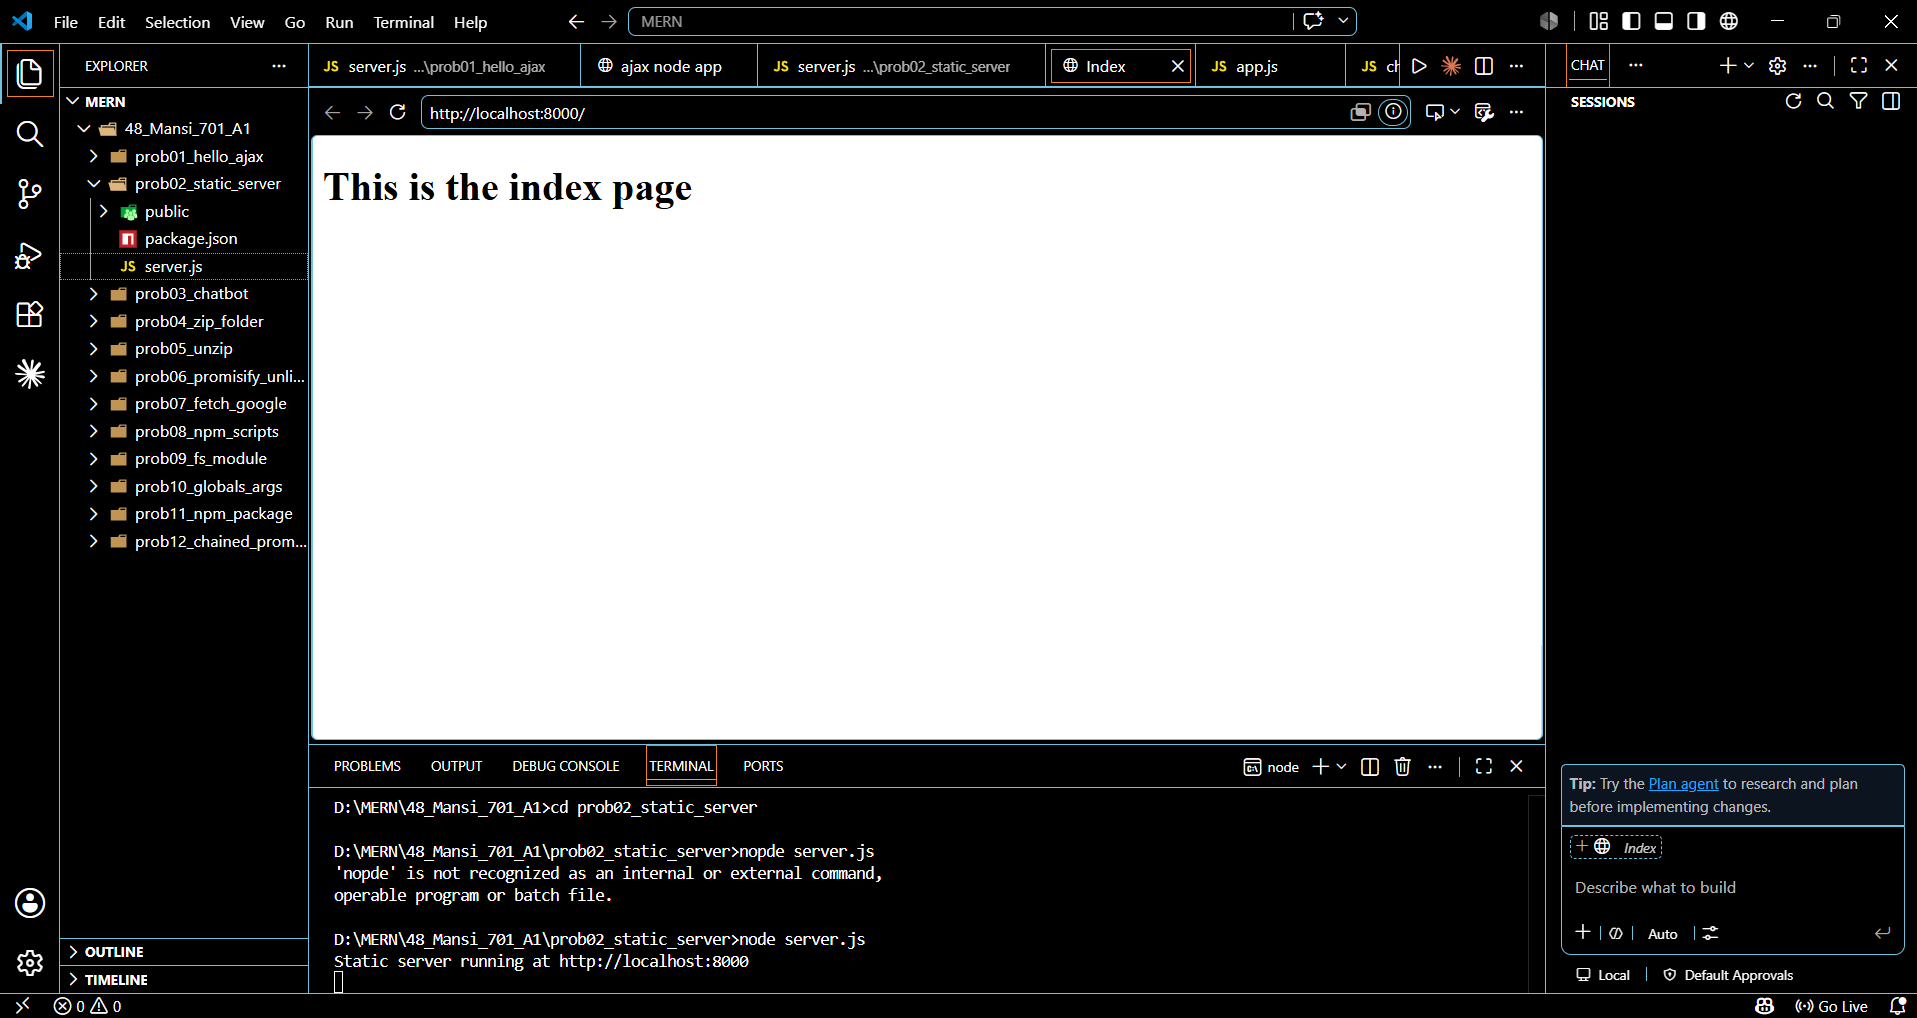 File Edit Selection View Go Run Terminal Help
MERN
EXPLORER
MERN
48_Mansi_701_A1
prob01_hello_ajax
prob02_static_server
public
package.json
JS server.js
prob03_chatbot
prob04_zip_folder
prob05_unzip
prob06_promisify_unli...
prob07_fetch_google
prob08_npm_scripts
prob09_fs_module
prob10_globals_args
prob11_npm_package
prob12_chained_prom...
OUTLINE
TIMELINE
JS server.js ...\prob01_hello_ajax
ajax node app
JS server.js ...\prob02_static_server
Index
JS app.js
JS ch
http://localhost:8000/
This is the index page
PROBLEMS OUTPUT DEBUG CONSOLE TERMINAL PORTS
node
D:\MERN\48_Mansi_701_A1>cd prob02_static_server
D:\MERN\48_Mansi_701_A1\prob02_static_server>nopde server.js
'nopde' is not recognized as an internal or external command,
operable program or batch file.
D:\MERN\48_Mansi_701_A1\prob02_static_server>node server.js
Static server running at http://localhost:8000
CHAT
SESSIONS
Tip: Try the Plan agent to research and plan
before implementing changes.
Index
Describe what to build
Auto
Local
Default Approvals
0 0
Go Live